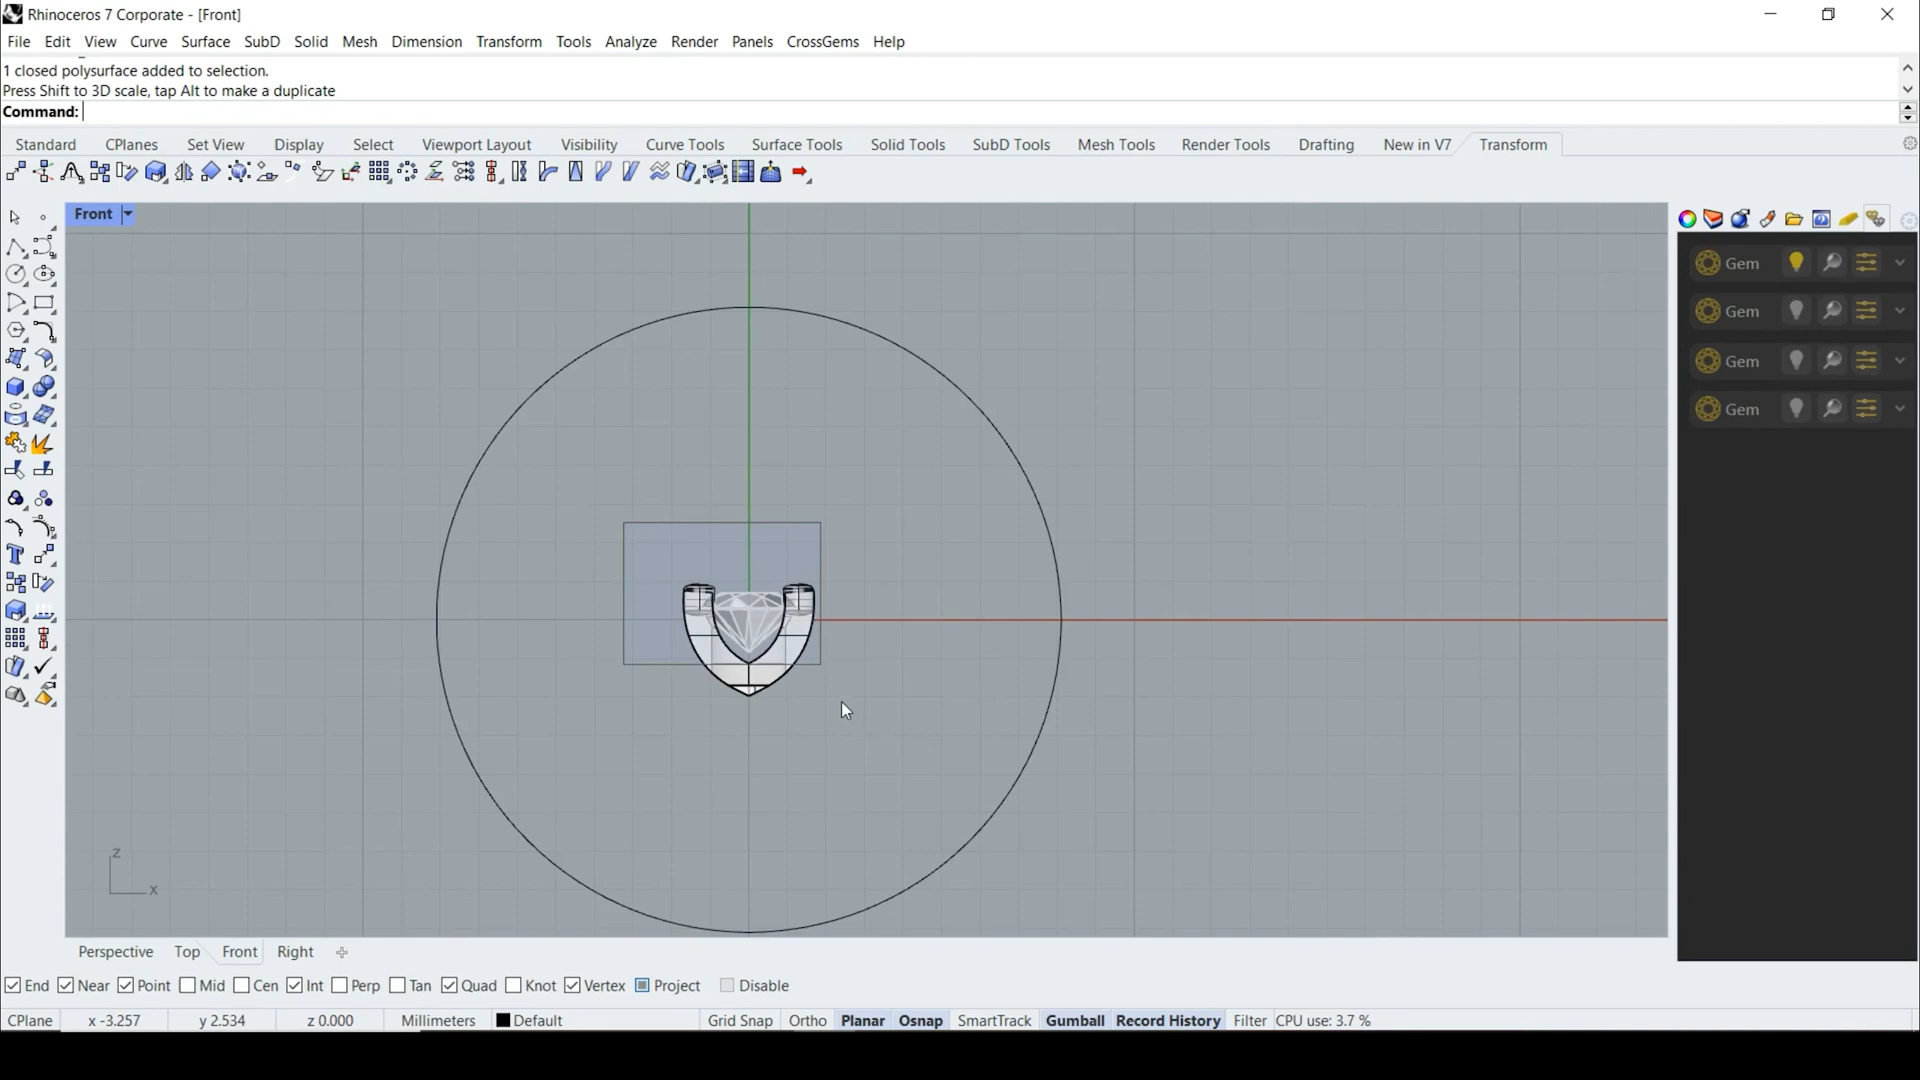 Rhinoceros 7 Corporate - [Front]
File Edit View Curve Surface SubD Solid Mesh Dimension Transform Tools Analyze Render Panels CrossGems Help
1 closed polysurface added to selection.
Press Shift to 3D scale, tap Alt to make a duplicate
Command:
Standard CPlanes Set View Display Select Viewport Layout Visibility Curve Tools Surface Tools Solid Tools SubD Tools Mesh Tools Render Tools Drafting New in V7 Transform
Front
Gem
Gem
Gem
Gem
z
x
Perspective Top Front Right
End Near Point Mid Cen Int Perp Tan Quad Knot Vertex Project Disable
CPlane x -3.257 y 2.534 z 0.000 Millimeters Default Grid Snap Ortho Planar Osnap SmartTrack Gumball Record History Filter CPU use: 3.7 %